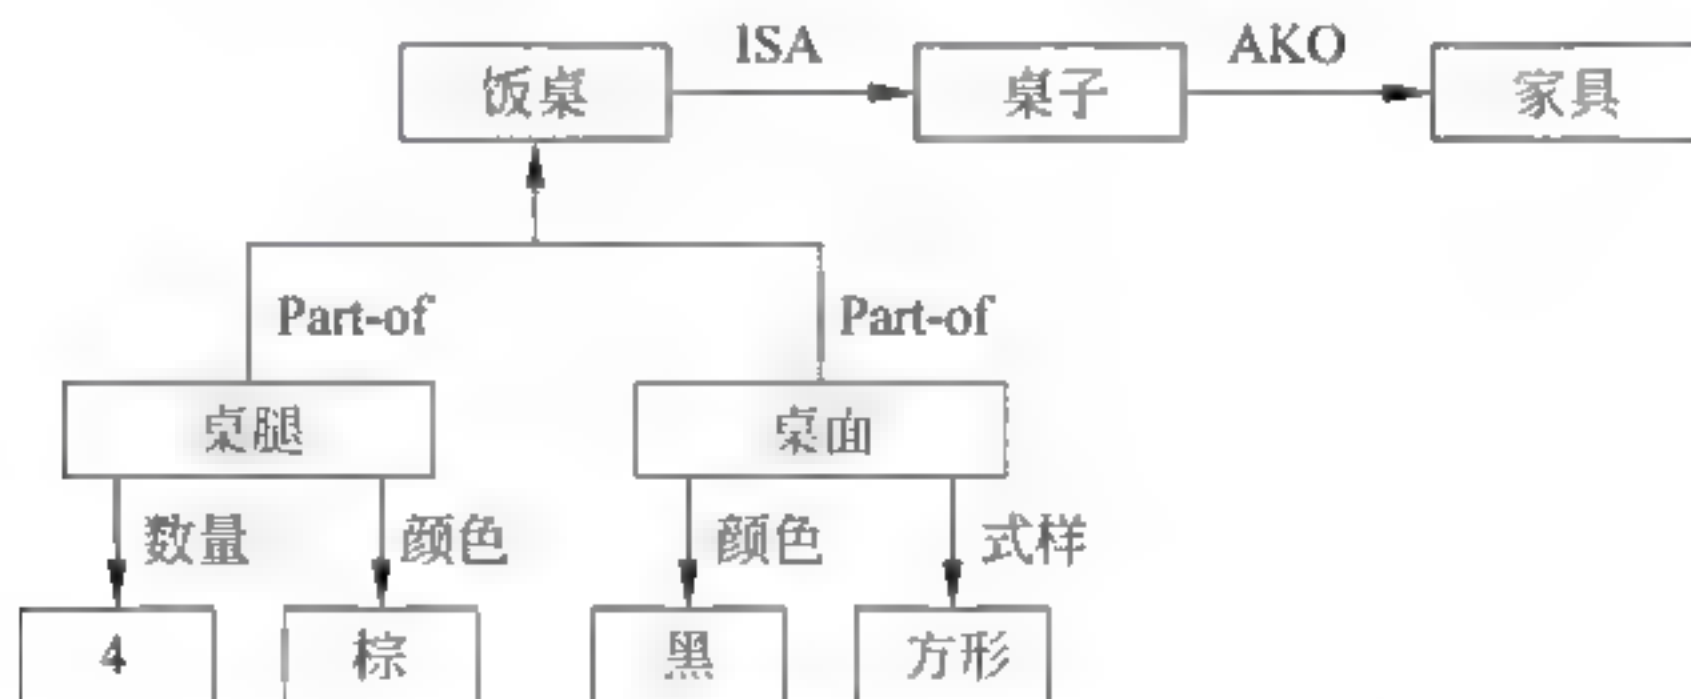 ISA AKO
饭桌 桌子 家具
Part-of Part-of
桌腿 桌面
数量 颜色 颜色 式样
4 棕 黑 方形